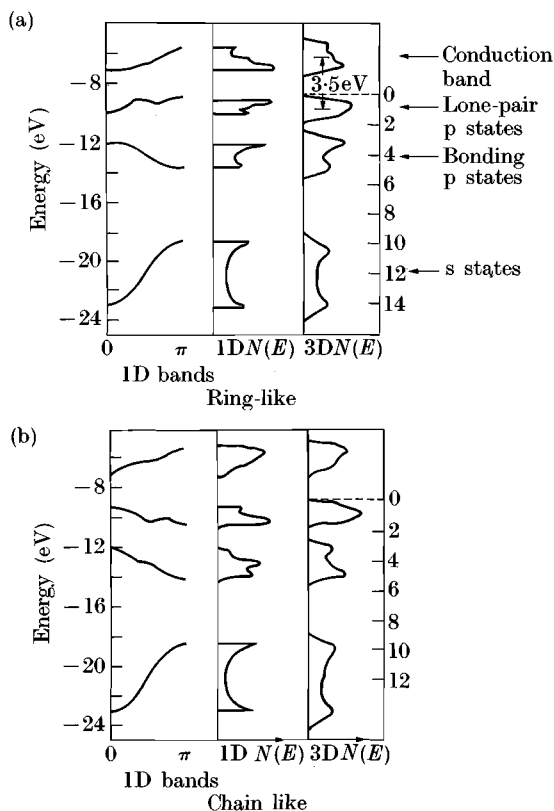 (a)
Energy (eV)
−8
−12
−16
−20
−24
0 π 1D N(E) 3D N(E)
1D bands
Ring-like
3·5eV
0
2
4
6
8
10
12
14
Conduction
band
Lone-pair
p states
Bonding
p states
s states
(b)
Energy (eV)
−8
−12
−16
−20
−24
0 π 1D N(E) 3D N(E)
1D bands
Chain like
0
2
4
6
8
10
12